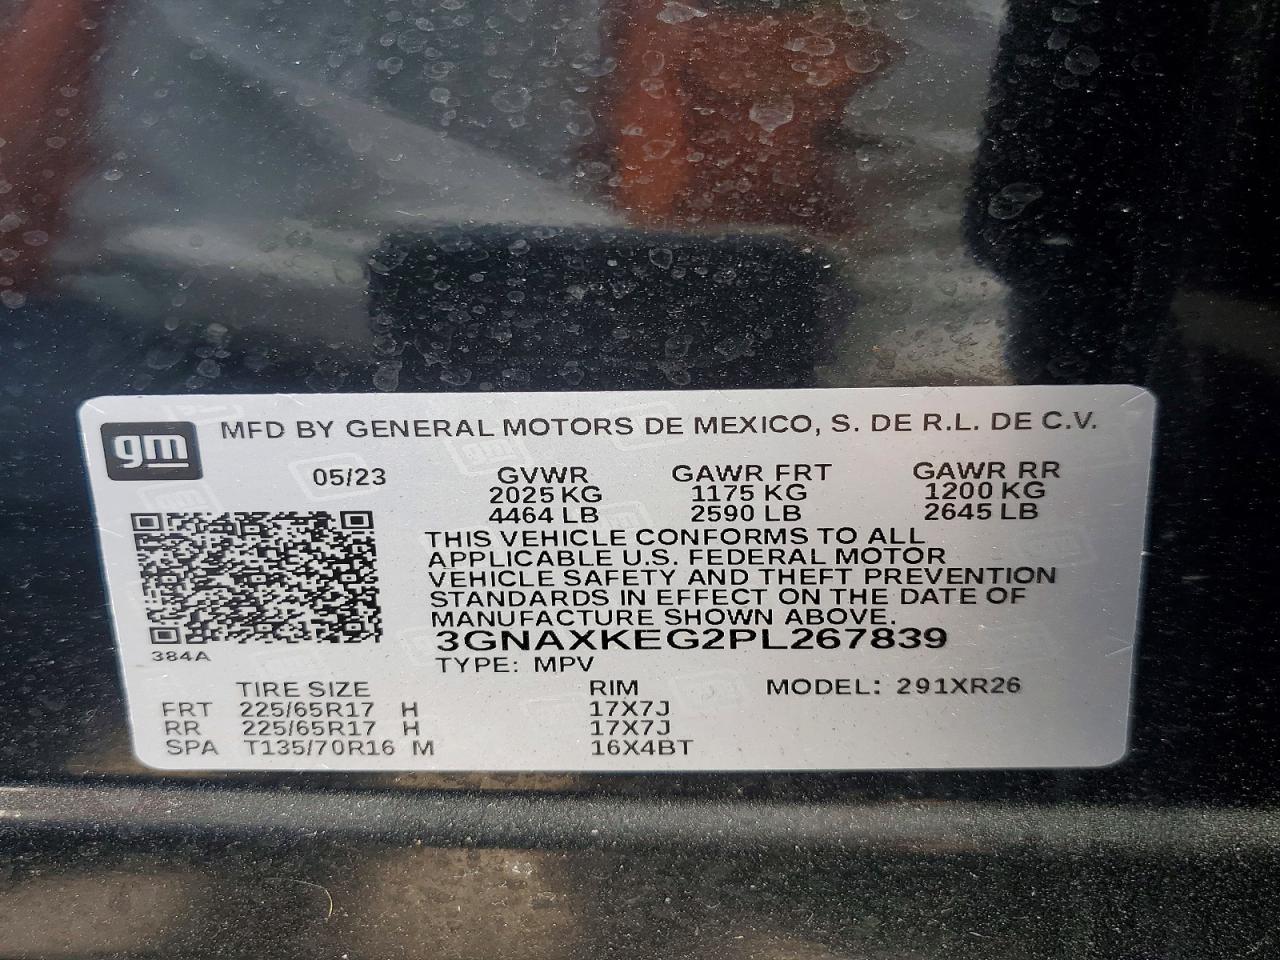 gm MFD BY GENERAL MOTORS DE MEXICO, S. DE R.L. DE C.V.
05/23 GVWR GAWR FRT GAWR RR
2025 KG 1175 KG 1200 KG
4464 LB 2590 LB 2645 LB
THIS VEHICLE CONFORMS TO ALL
APPLICABLE U.S. FEDERAL MOTOR
VEHICLE SAFETY AND THEFT PREVENTION
STANDARDS IN EFFECT ON THE DATE OF
MANUFACTURE SHOWN ABOVE.
3GNAXKEG2PL267839
384A
TYPE: MPV
TIRE SIZE RIM MODEL: 291XR26
FRT 225/65R17 H 17X7J
RR 225/65R17 H 17X7J
SPA T135/70R16 M 16X4BT